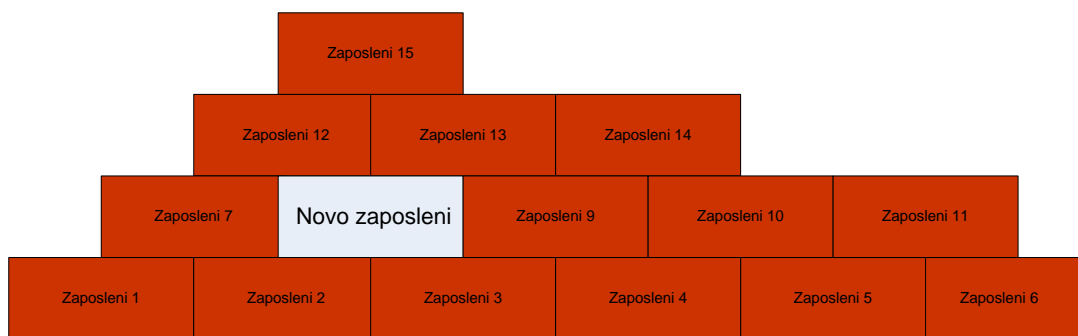 Zaposleni 15
Zaposleni 12 Zaposleni 13 Zaposleni 14
Zaposleni 7 Novo zaposleni Zaposleni 9 Zaposleni 10 Zaposleni 11
Zaposleni 1 Zaposleni 2 Zaposleni 3 Zaposleni 4 Zaposleni 5 Zaposleni 6